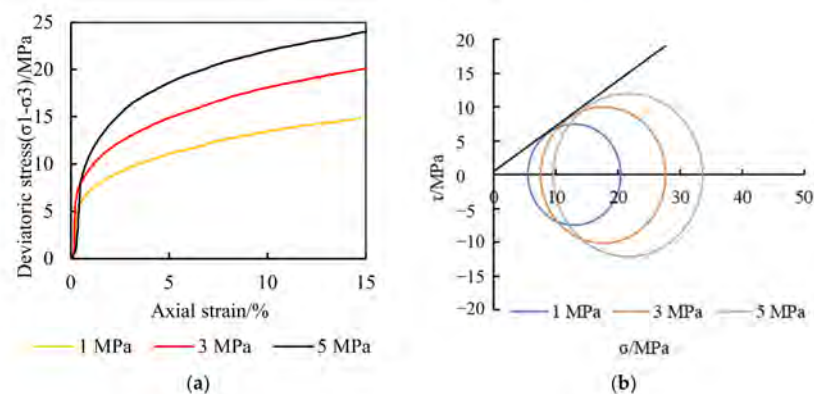 25
20
15
10
5
0
0 5 10 15
Deviatoric stress(σ1-σ3)/MPa
Axial strain/%
1 MPa 3 MPa 5 MPa
(a)
20
15
10
5
0
−5
−10
−15
−20
0 10 20 30 40 50
τ/MPa
1 MPa 3 MPa 5 MPa
σ/MPa
(b)